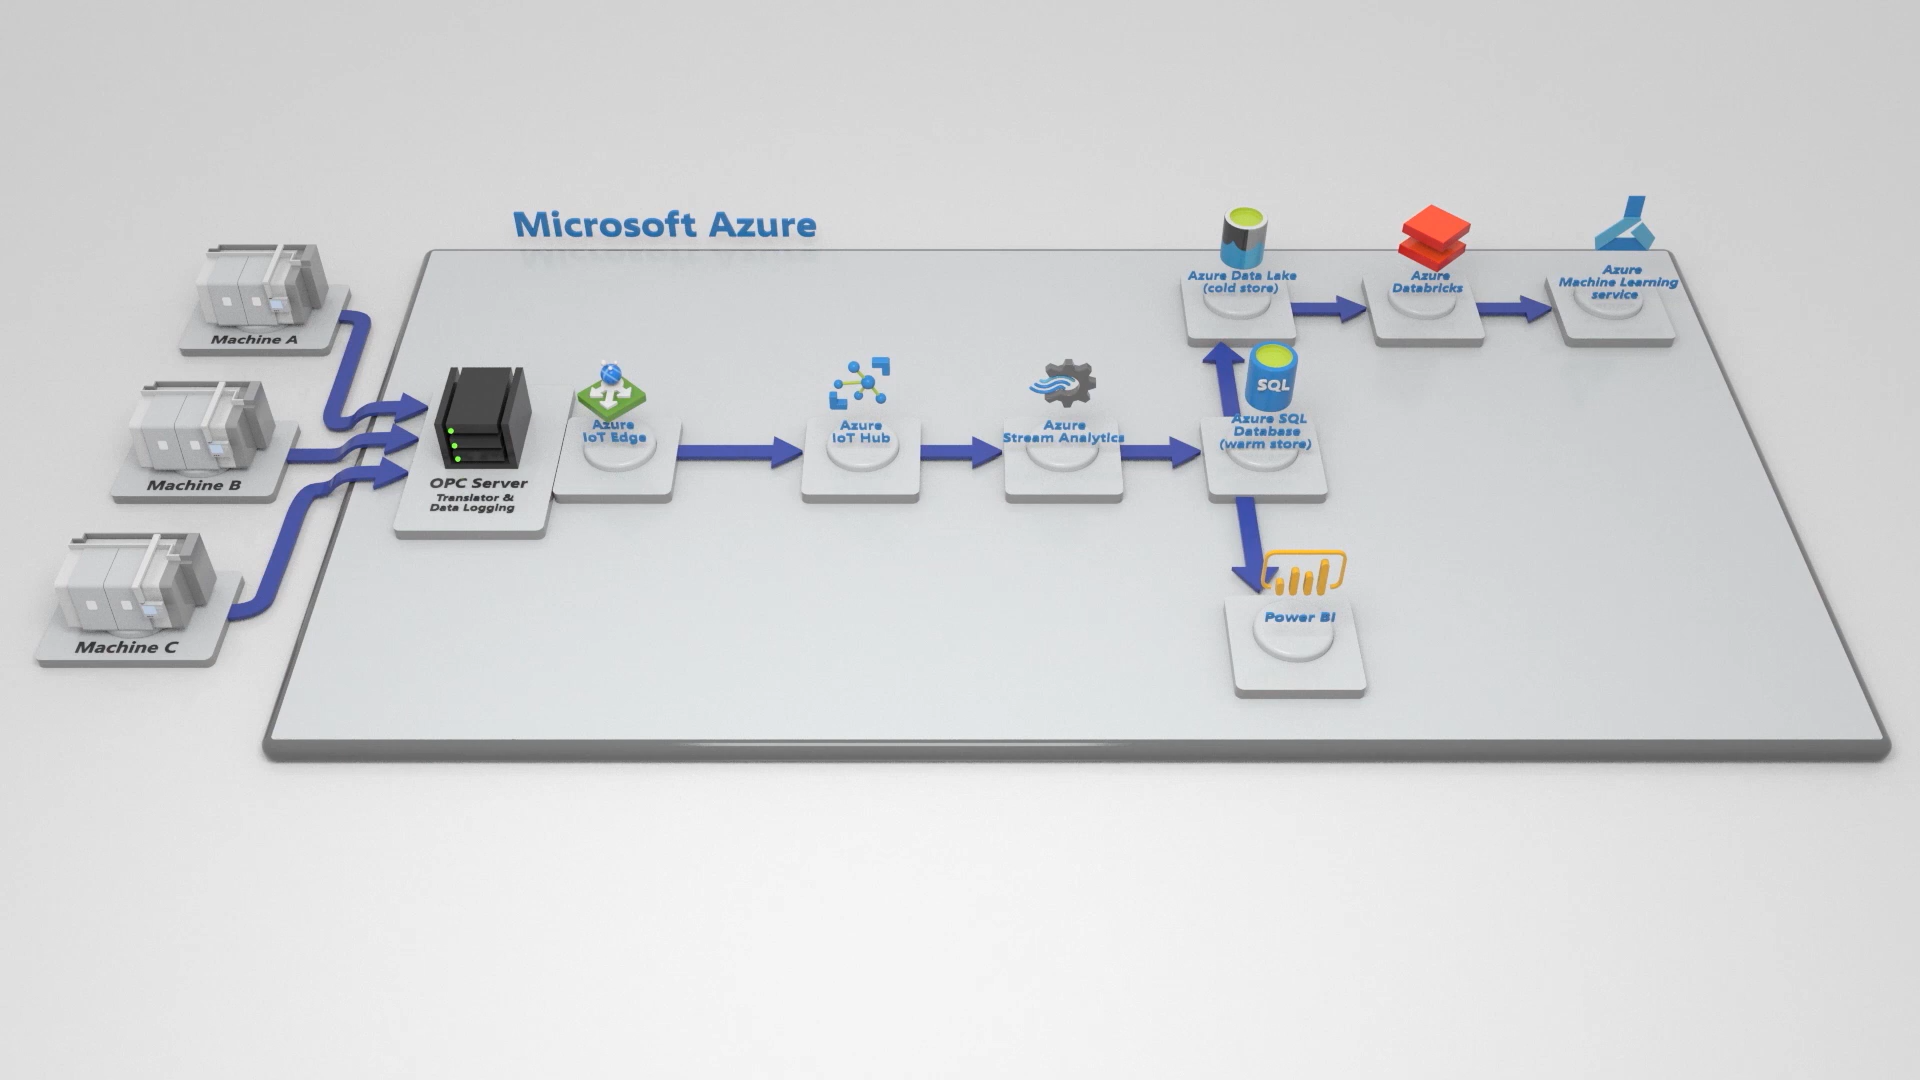 Microsoft Azure
Machine A
Machine B
Machine C
OPC Server
Translator &
Data Logging
Azure
IoT Edge
Azure
IoT Hub
Azure
Stream Analytics
SQL
Azure SQL
Database
(warm store)
Azure Data Lake
(cold store)
Azure
Databricks
Azure
Machine Learning
service
Power BI